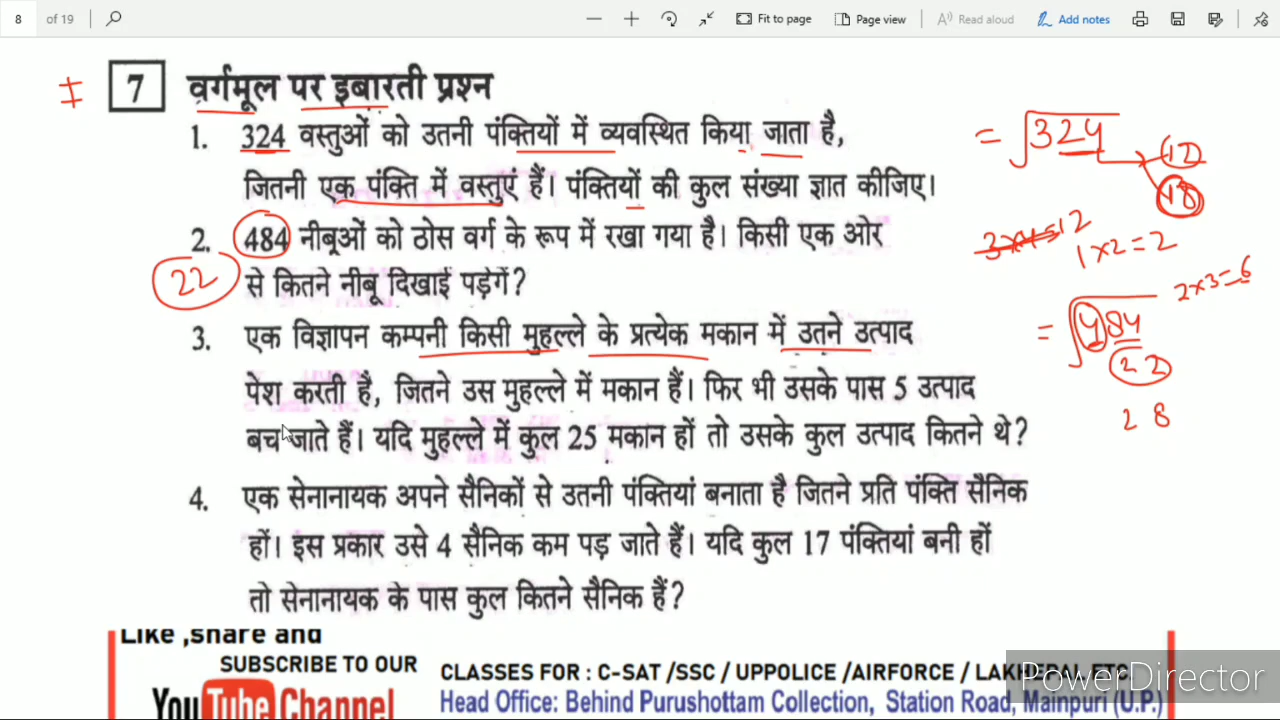 8 of 19 Fit to page Page view Read aloud Add notes
7 वर्गमूल पर इबारती प्रश्न
1. 324 वस्तुओं को उतनी पंक्तियों में व्यवस्थित किया जाता है,
जितनी एक पंक्ति में वस्तुएं हैं। पंक्तियों की कुल संख्या ज्ञात कीजिए।
2. 484 नीबूओं को ठोस वर्ग के रूप में रखा गया है। किसी एक ओर
से कितने नीबू दिखाई पड़ेगें?
22
3. एक विज्ञापन कम्पनी किसी मुहल्ले के प्रत्येक मकान में उतने उत्पाद
पेश करती है, जितने उस मुहल्ले में मकान हैं। फिर भी उसके पास 5 उत्पाद
बच जाते हैं। यदि मुहल्ले में कुल 25 मकान हों तो उसके कुल उत्पाद कितने थे?
4. एक सेनानायक अपने सैनिकों से उतनी पंक्तियां बनाता है जितने प्रति पंक्ति सैनिक
हों। इस प्रकार उसे 4 सैनिक कम पड़ जाते हैं। यदि कुल 17 पंक्तियां बनी हों
तो सेनानायक के पास कुल कितने सैनिक हैं?
= √324
12
18
3×4=12
1×2=2
2×3=6
= √484
22
28
Like ,share and
SUBSCRIBE TO OUR
YouTube Channel
CLASSES FOR : C-SAT /SSC / UPPOLICE /AIRFORCE / LAKHEPAL ETC.
Head Office: Behind Purushottam Collection, Station Road, Mainpuri (U.P.)
PowerDirector